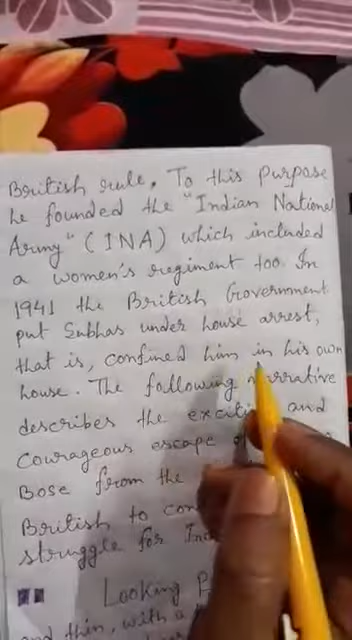 British rule. To this purpose
he founded the "Indian National
Army" (INA) which included
a women's regiment too. In
1941 the British Government
put Subhas under house arrest,
that is, confined him in his own
house. The following narrative
describes the and
Courageous escape
Bose from the
British to
struggle for
Looking
and thin, with a